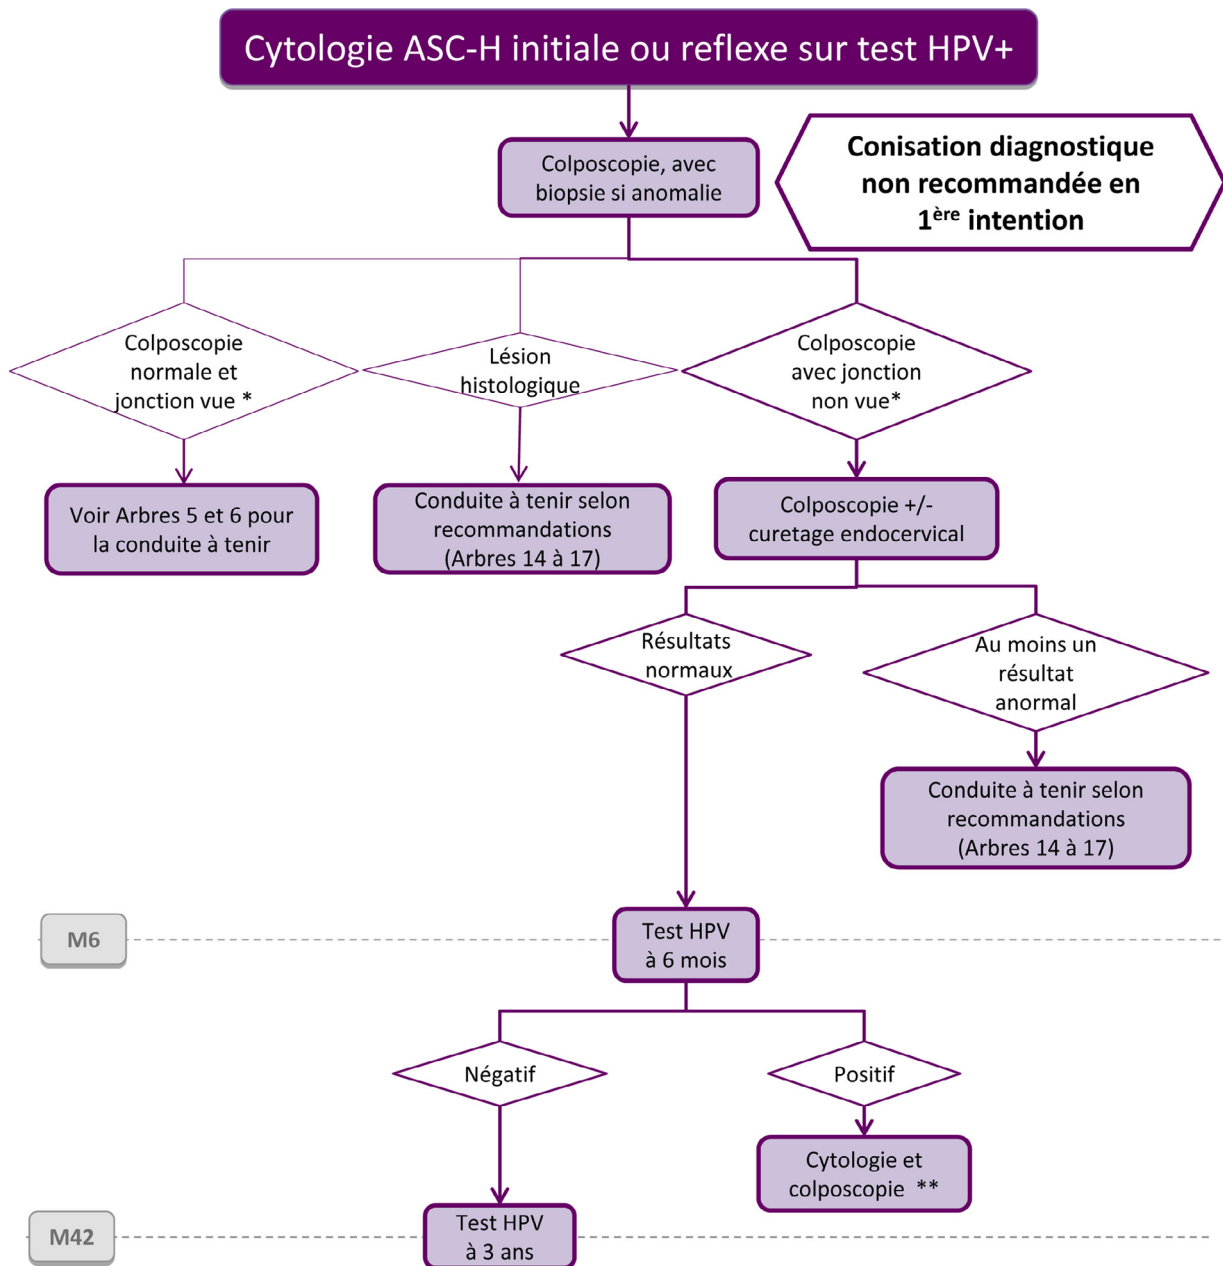 Cytologie ASC-H initiale ou reflexe sur test HPV+
Colposcopie, avec
biopsie si anomalie
Conisation diagnostique
non recommandée en
1ère intention
Colposcopie
normale et
jonction vue *
Lésion
histologique
Colposcopie
avec jonction
non vue*
Voir Arbres 5 et 6 pour
la conduite à tenir
Conduite à tenir selon
recommandations
(Arbres 14 à 17)
Colposcopie +/-
curetage endocervical
Résultats
normaux
Au moins un
résultat
anormal
Conduite à tenir selon
recommandations
(Arbres 14 à 17)
M6
Test HPV
à 6 mois
Négatif
Positif
Cytologie et
colposcopie **
M42
Test HPV
à 3 ans